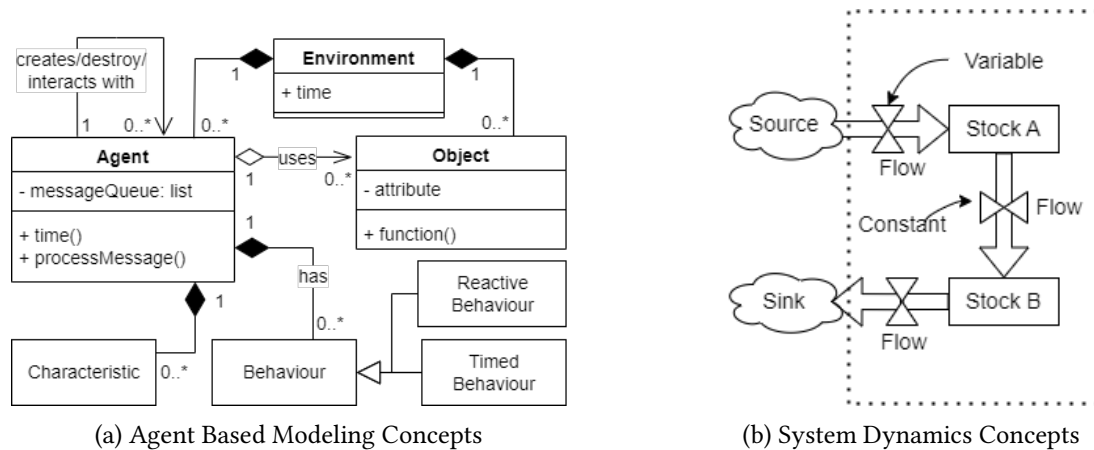 creates/destroy/
interacts with
1
0..*
1
0..*
Environment
+ time
1
0..*
Agent
- messageQueue: list
+ time()
+ processMessage()
uses
1
0..*
Object
- attribute
+ function()
1
has
0..*
1
0..*
Characteristic
Behaviour
Reactive
Behaviour
Timed
Behaviour
(a) Agent Based Modeling Concepts
Variable
Source
Stock A
Flow
Constant
Flow
Sink
Stock B
Flow
(b) System Dynamics Concepts